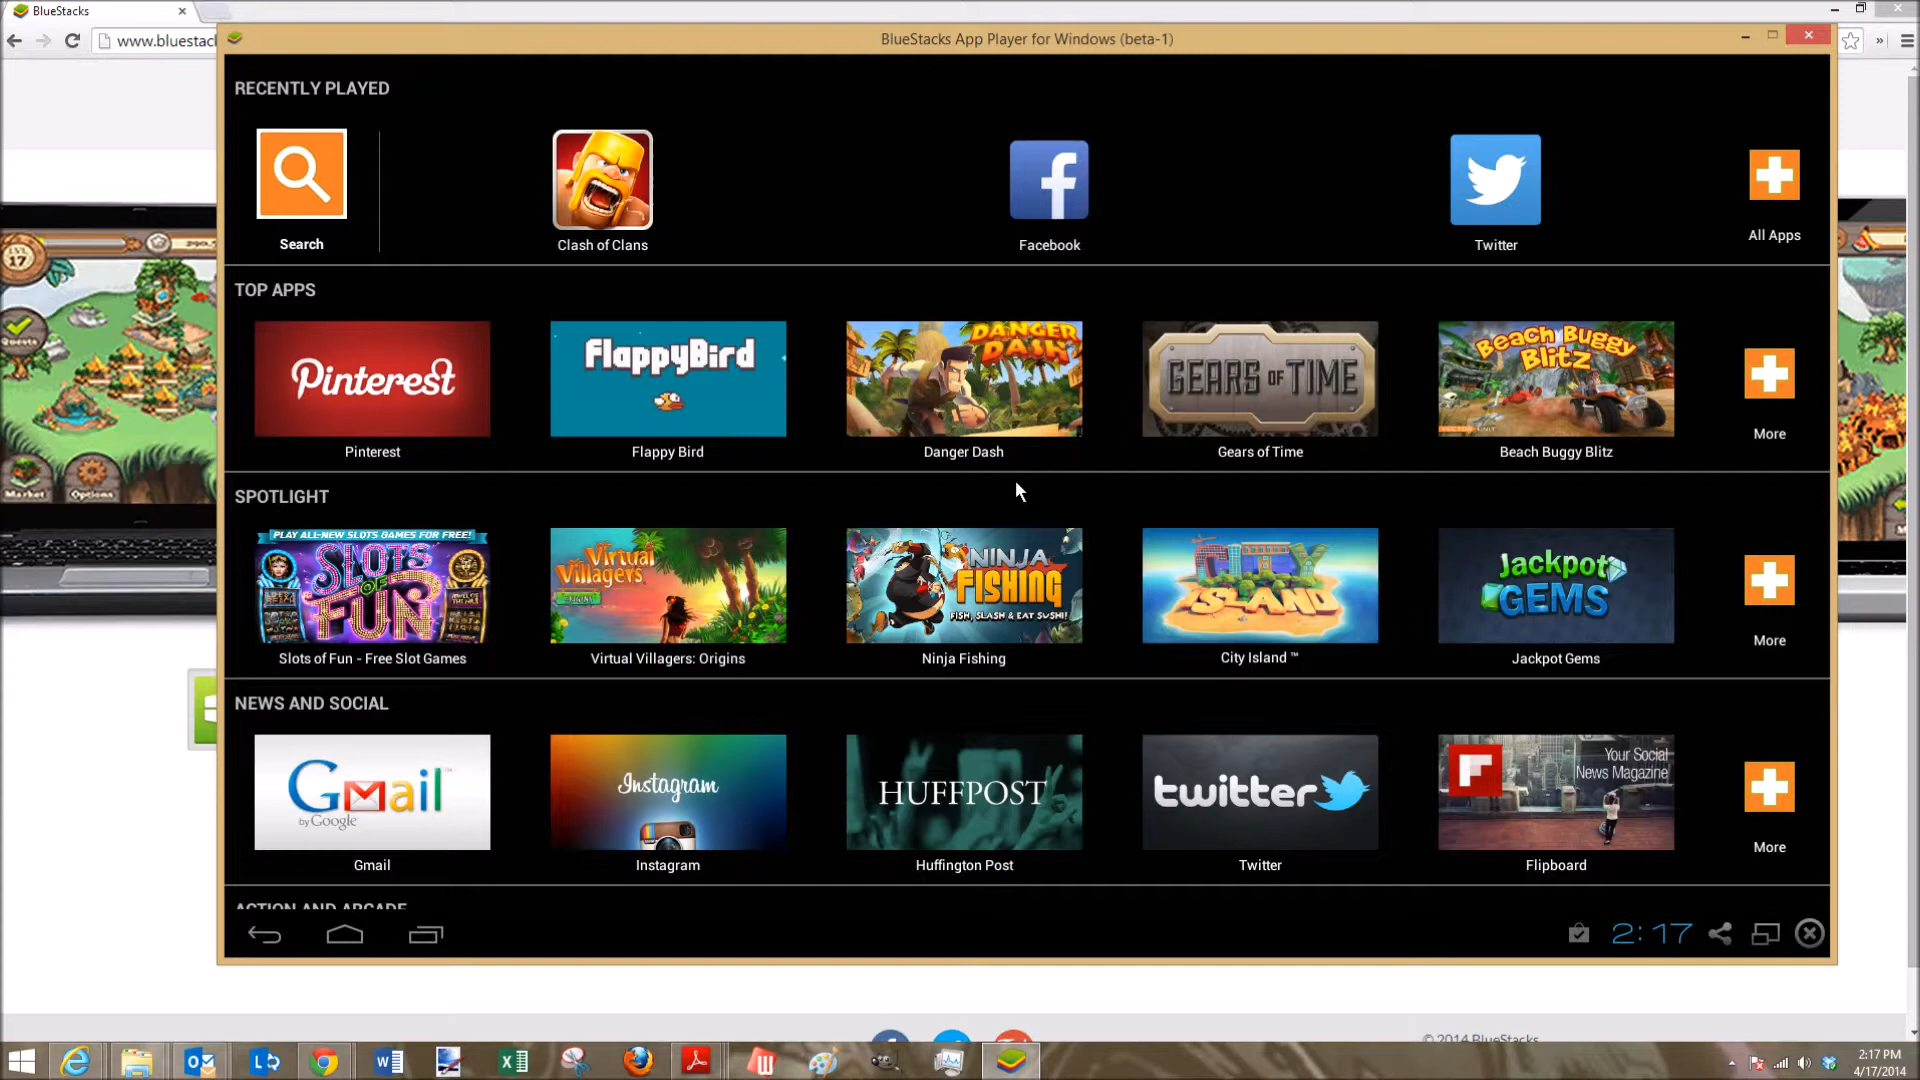 BlueStacks
www.bluestacl
BlueStacks App Player for Windows (beta-1)
RECENTLY PLAYED
Search
Clash of Clans
Facebook
Twitter
All Apps
TOP APPS
Pinterest
FlappyBird
DANGER
DASH
GEARS OF TIME
Beach Buggy
Blitz
Pinterest
Flappy Bird
Danger Dash
Gears of Time
Beach Buggy Blitz
More
SPOTLIGHT
PLAY ALL-NEW SLOTS GAMES FOR FREE!
SLOTS
OF
FUN
Virtual
Villagers
NINJA
FISHING
FISH, SLASH & EAT SUSHI!
CITY
ISLAND
Jackpot
GEMS
Slots of Fun - Free Slot Games
Virtual Villagers: Origins
Ninja Fishing
City Island ™
Jackpot Gems
More
NEWS AND SOCIAL
Gmail
by Google
Instagram
HUFFPOST
twitter
Your Social
News Magazine
Gmail
Instagram
Huffington Post
Twitter
Flipboard
More
ACTION AND ARCADE
2:17
17
Quests
Market
Options
© 2014 BlueStacks
2:17 PM
4/17/2014